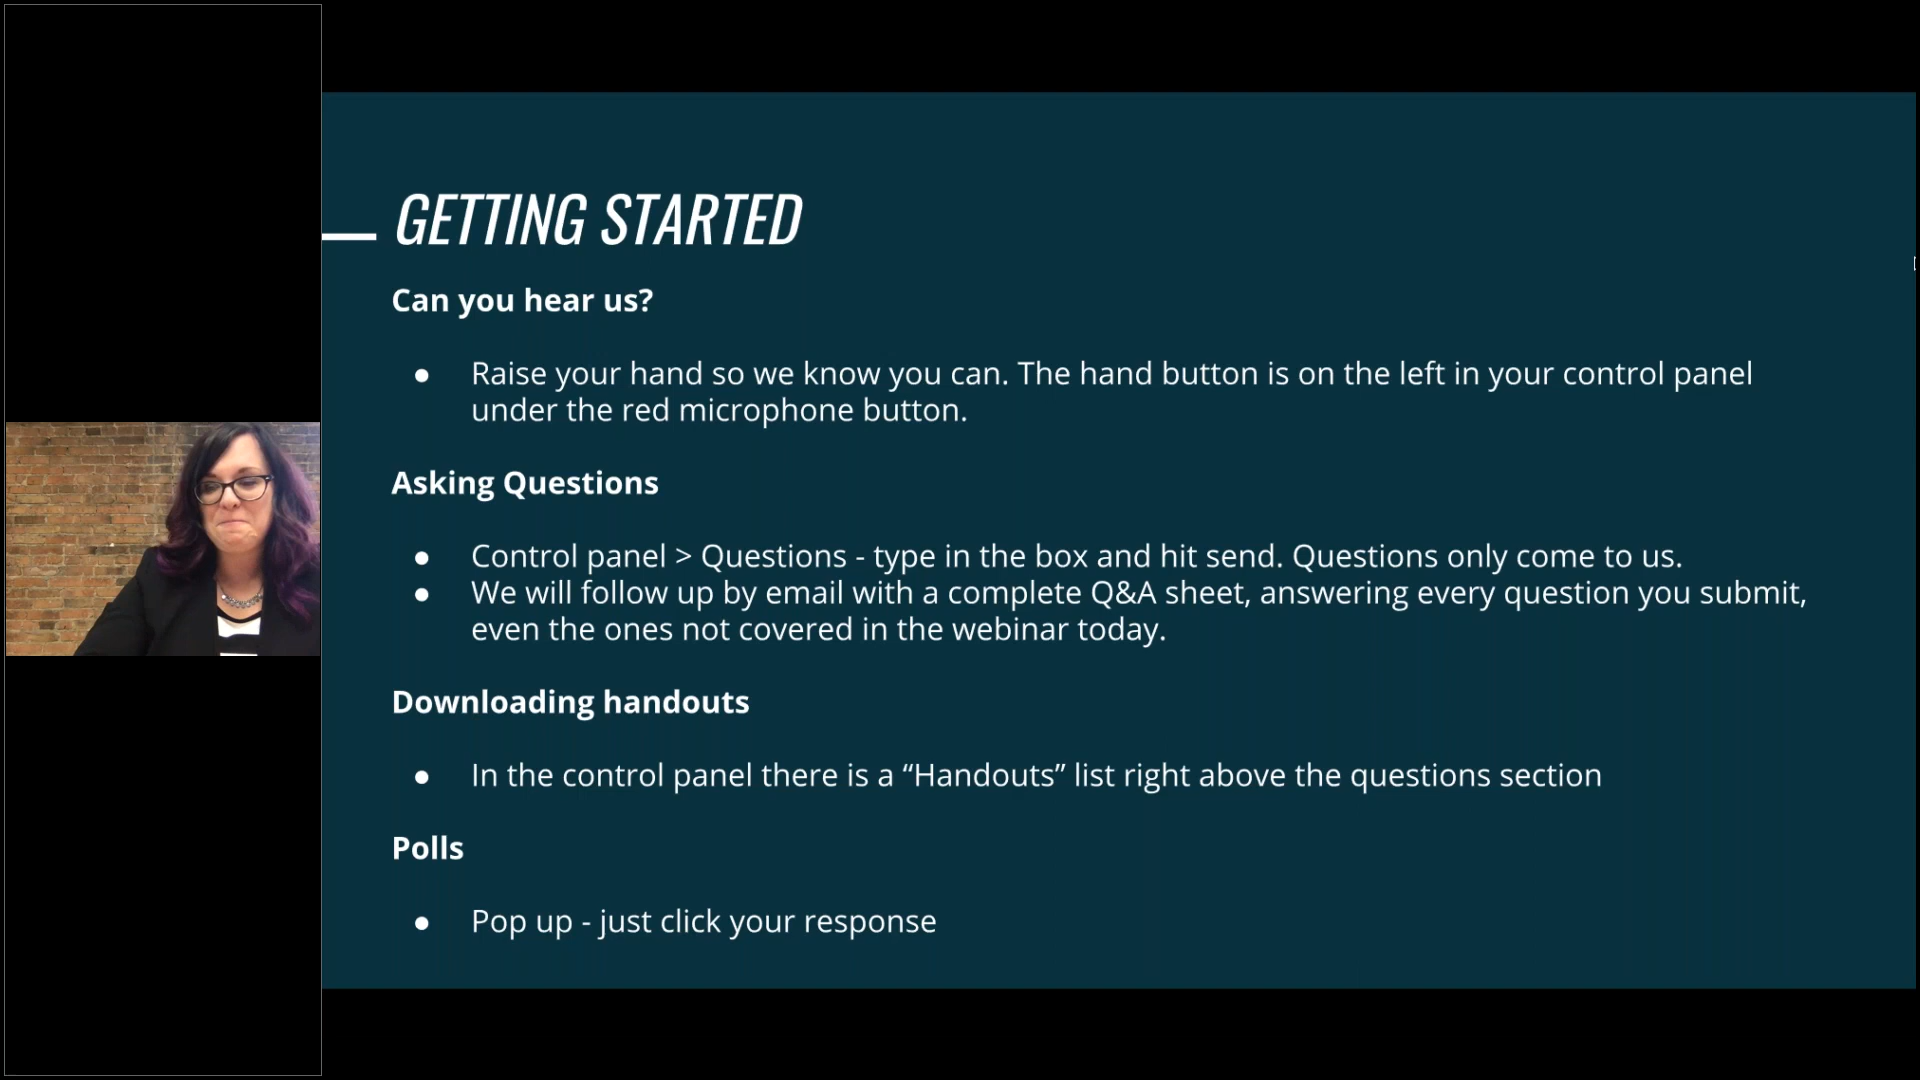 GETTING STARTED
Can you hear us?
● Raise your hand so we know you can. The hand button is on the left in your control panel
under the red microphone button.
Asking Questions
● Control panel > Questions - type in the box and hit send. Questions only come to us.
● We will follow up by email with a complete Q&A sheet, answering every question you submit,
even the ones not covered in the webinar today.
Downloading handouts
● In the control panel there is a “Handouts” list right above the questions section
Polls
● Pop up - just click your response